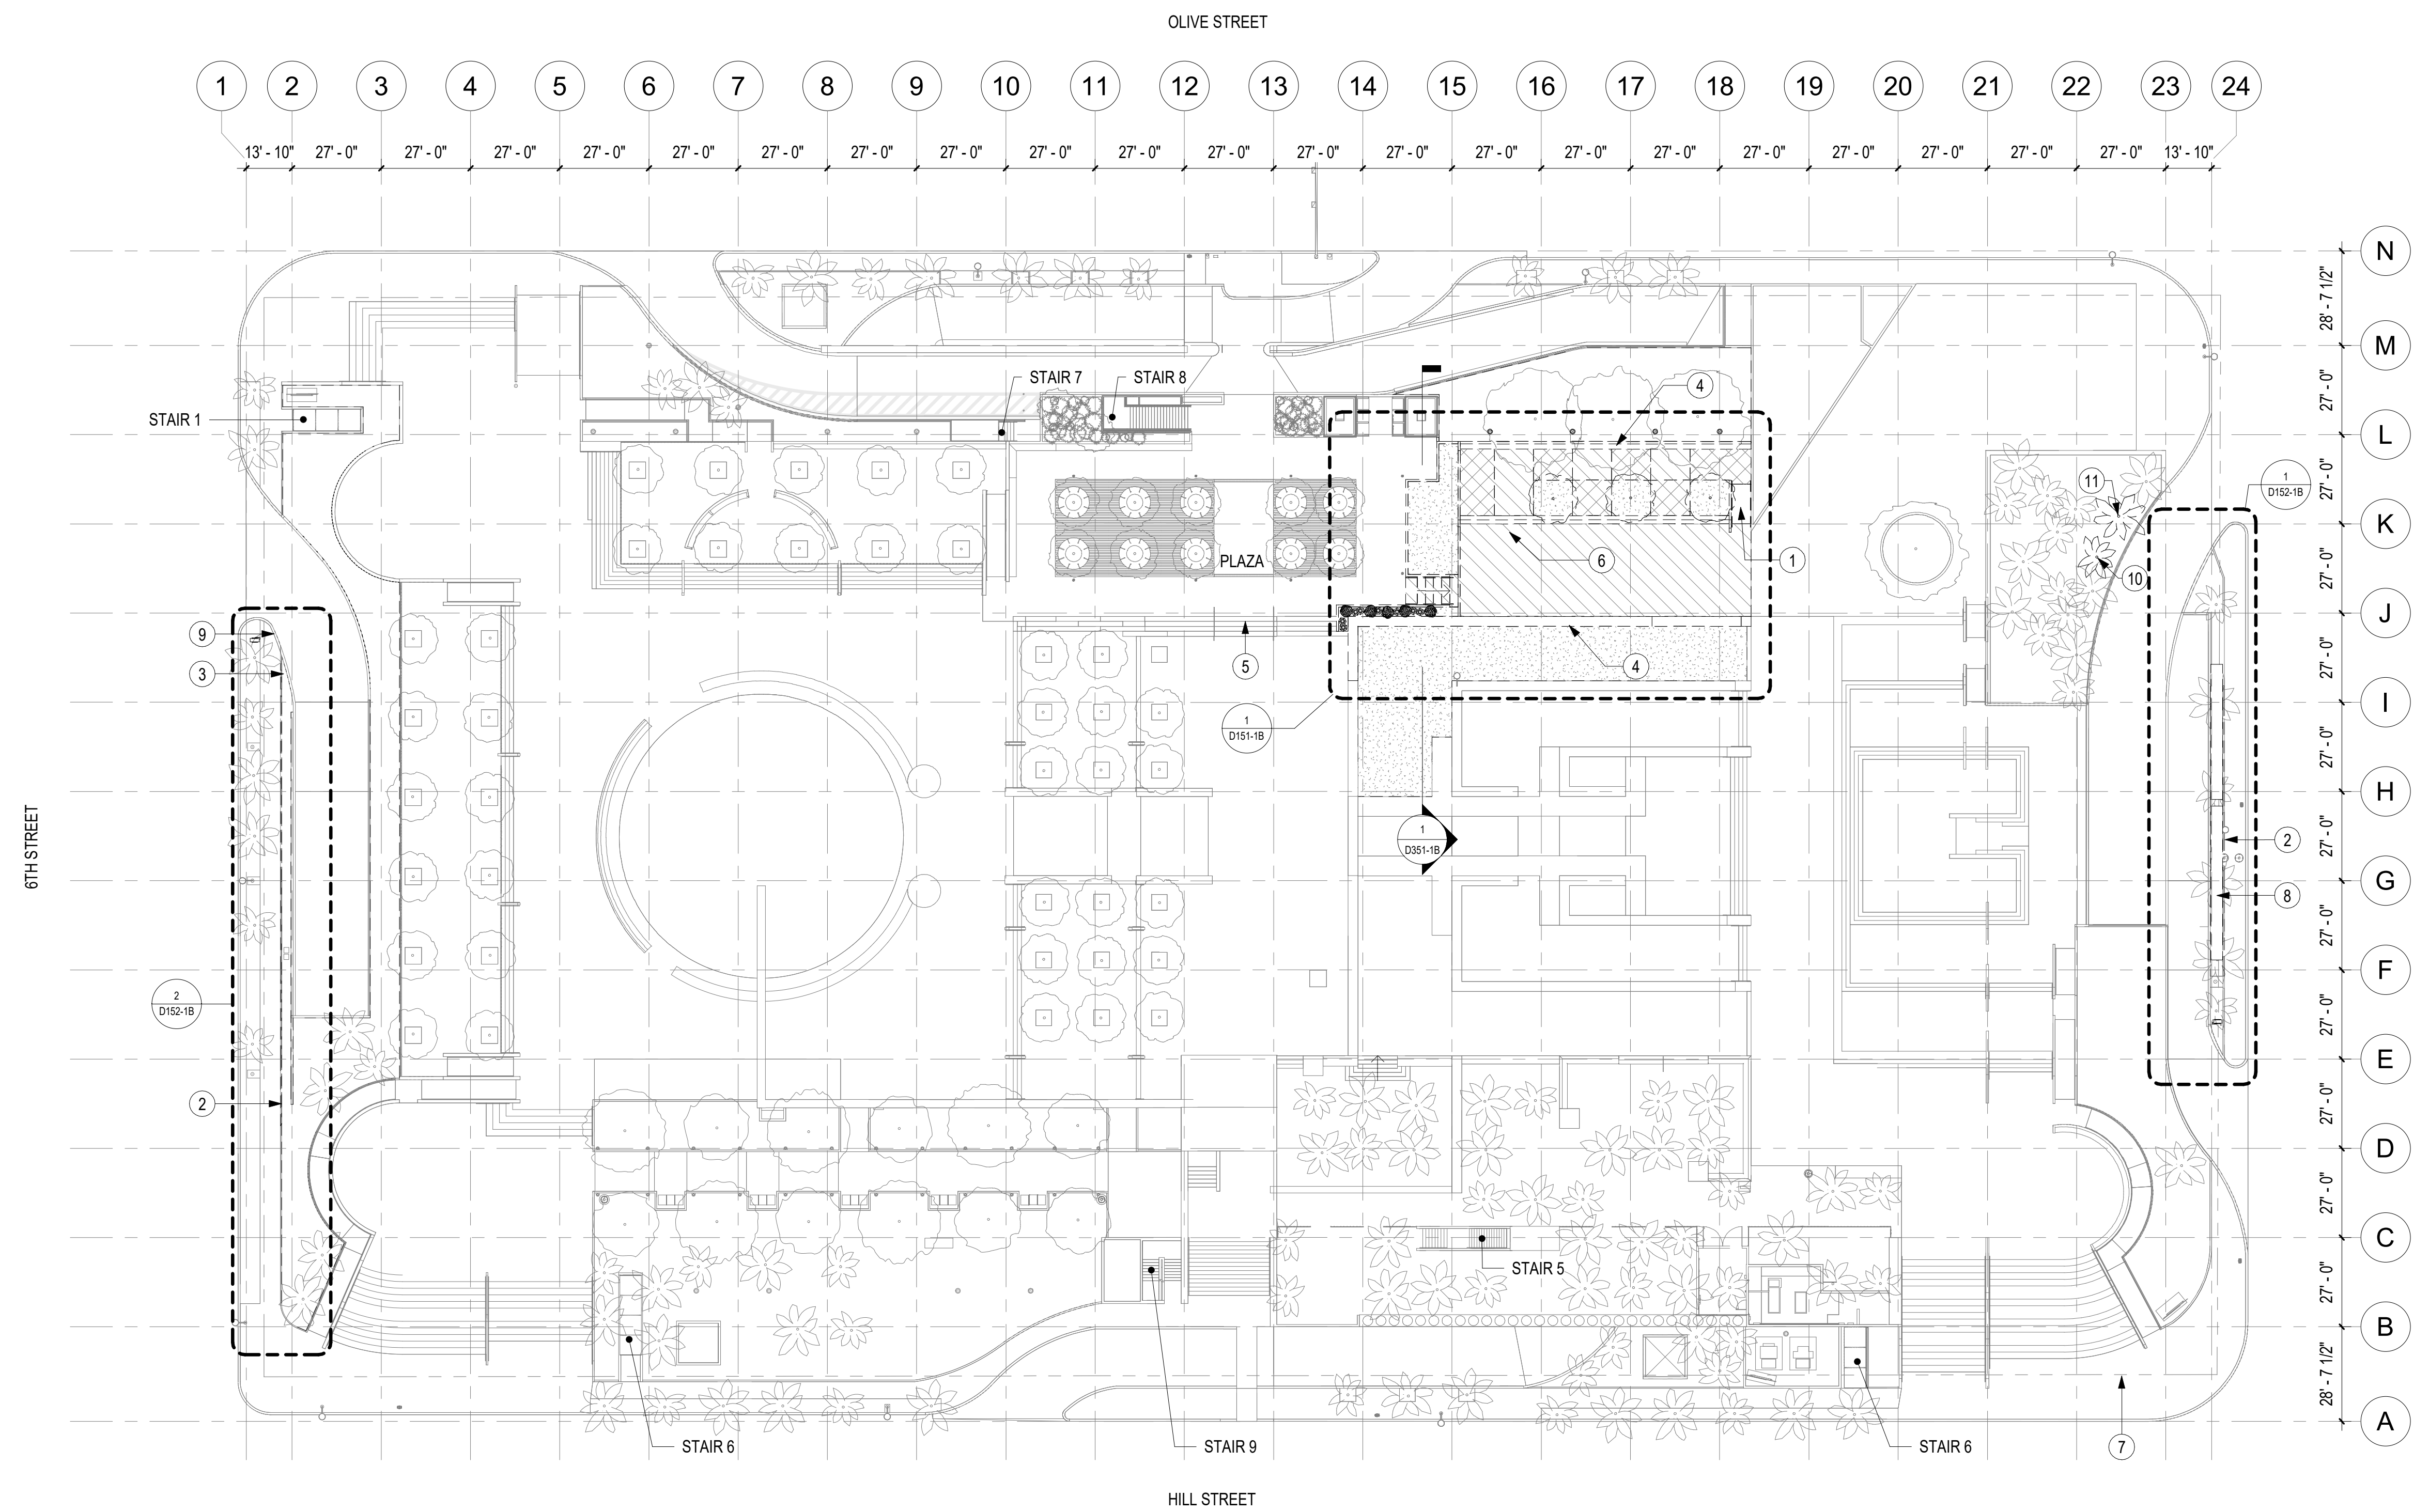 OLIVE STREET
1 2 3 4 5 6 7 8 9 10 11 12 13 14 15 16 17 18 19 20 21 22 23 24
13' - 10" 27' - 0" 27' - 0" 27' - 0" 27' - 0" 27' - 0" 27' - 0" 27' - 0" 27' - 0" 27' - 0" 27' - 0" 27' - 0" 27' - 0" 27' - 0" 27' - 0" 27' - 0" 27' - 0" 27' - 0" 27' - 0" 27' - 0" 27' - 0" 27' - 0" 13' - 10"
N
28' - 7 1/2"
M
STAIR 7
STAIR 8
4
27' - 0"
STAIR 1
L
11
1
D152-1B
27' - 0"
K
PLAZA
6
1
10
27' - 0"
J
9
3
5
4
27' - 0"
I
1
D151-1B
27' - 0"
H
6TH STREET
1
D351-1B
2
27' - 0"
G
8
27' - 0"
F
2
D152-1B
27' - 0"
E
2
27' - 0"
D
27' - 0"
C
STAIR 5
27' - 0"
B
28' - 7 1/2"
A
STAIR 6
STAIR 9
STAIR 6
7
HILL STREET